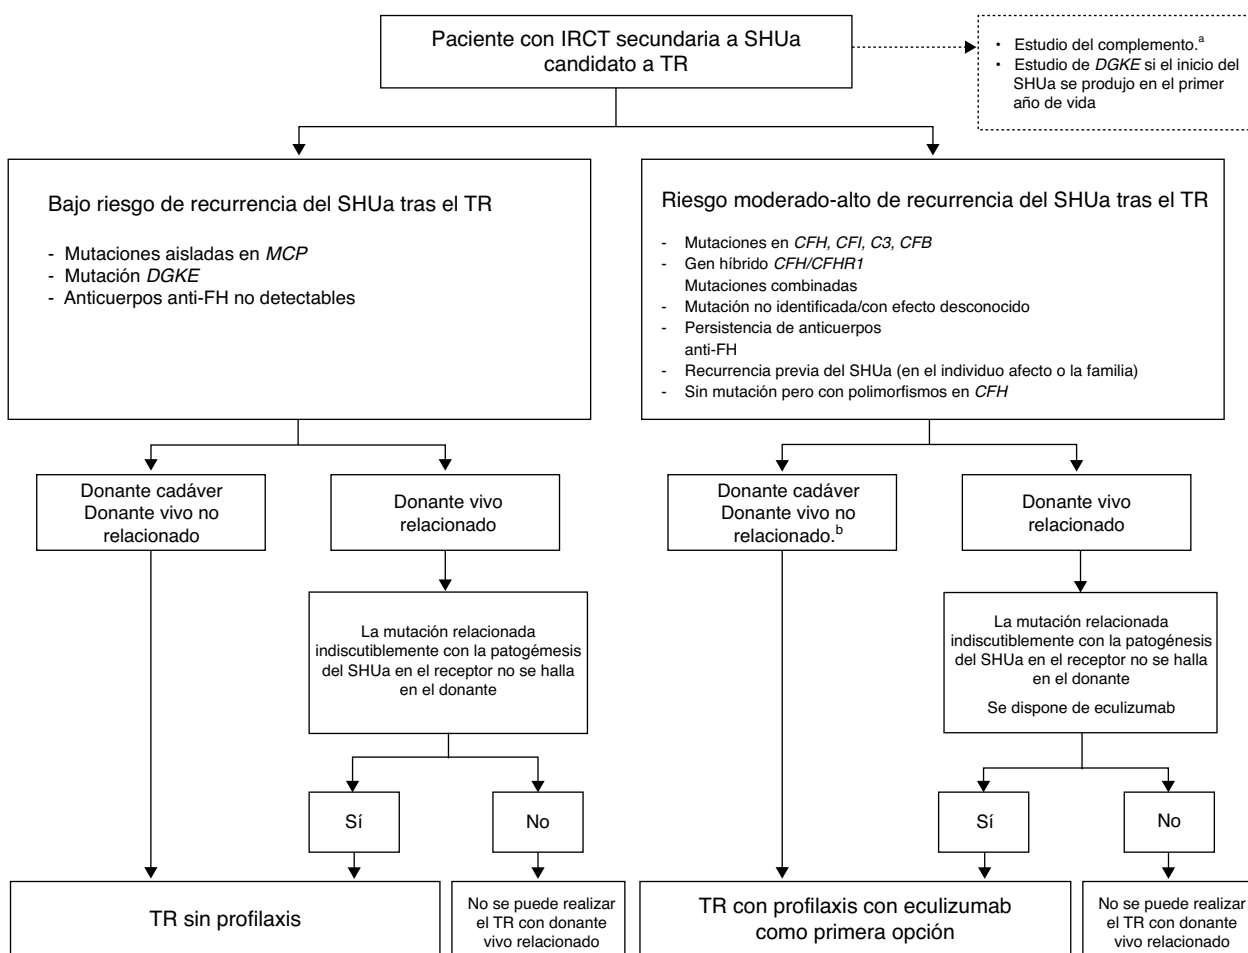 Paciente con IRCT secundaria a SHUa
candidato a TR
• Estudio del complemento.a
• Estudio de DGKE si el inicio del
SHUa se produjo en el primer
año de vida
Bajo riesgo de recurrencia del SHUa tras el TR
- Mutaciones aisladas en MCP
- Mutación DGKE
- Anticuerpos anti-FH no detectables
Riesgo moderado-alto de recurrencia del SHUa tras el TR
- Mutaciones en CFH, CFI, C3, CFB
- Gen híbrido CFH/CFHR1
Mutaciones combinadas
- Mutación no identificada/con efecto desconocido
- Persistencia de anticuerpos
anti-FH
- Recurrencia previa del SHUa (en el individuo afecto o la familia)
- Sin mutación pero con polimorfismos en CFH
Donante cadáver
Donante vivo no
relacionado
Donante vivo
relacionado
Donante cadáver
Donante vivo no
relacionado.b
Donante vivo
relacionado
La mutación relacionada
indiscutiblemente con la patogémesis
del SHUa en el receptor no se halla
en el donante
La mutación relacionada
indiscutiblemente con la patogémesis
del SHUa en el receptor no se halla
en el donante
Se dispone de eculizumab
Sí
No
Sí
No
TR sin profilaxis
No se puede realizar
el TR con donante
vivo relacionado
TR con profilaxis con eculizumab
como primera opción
No se puede realizar
el TR con donante
vivo relacionado